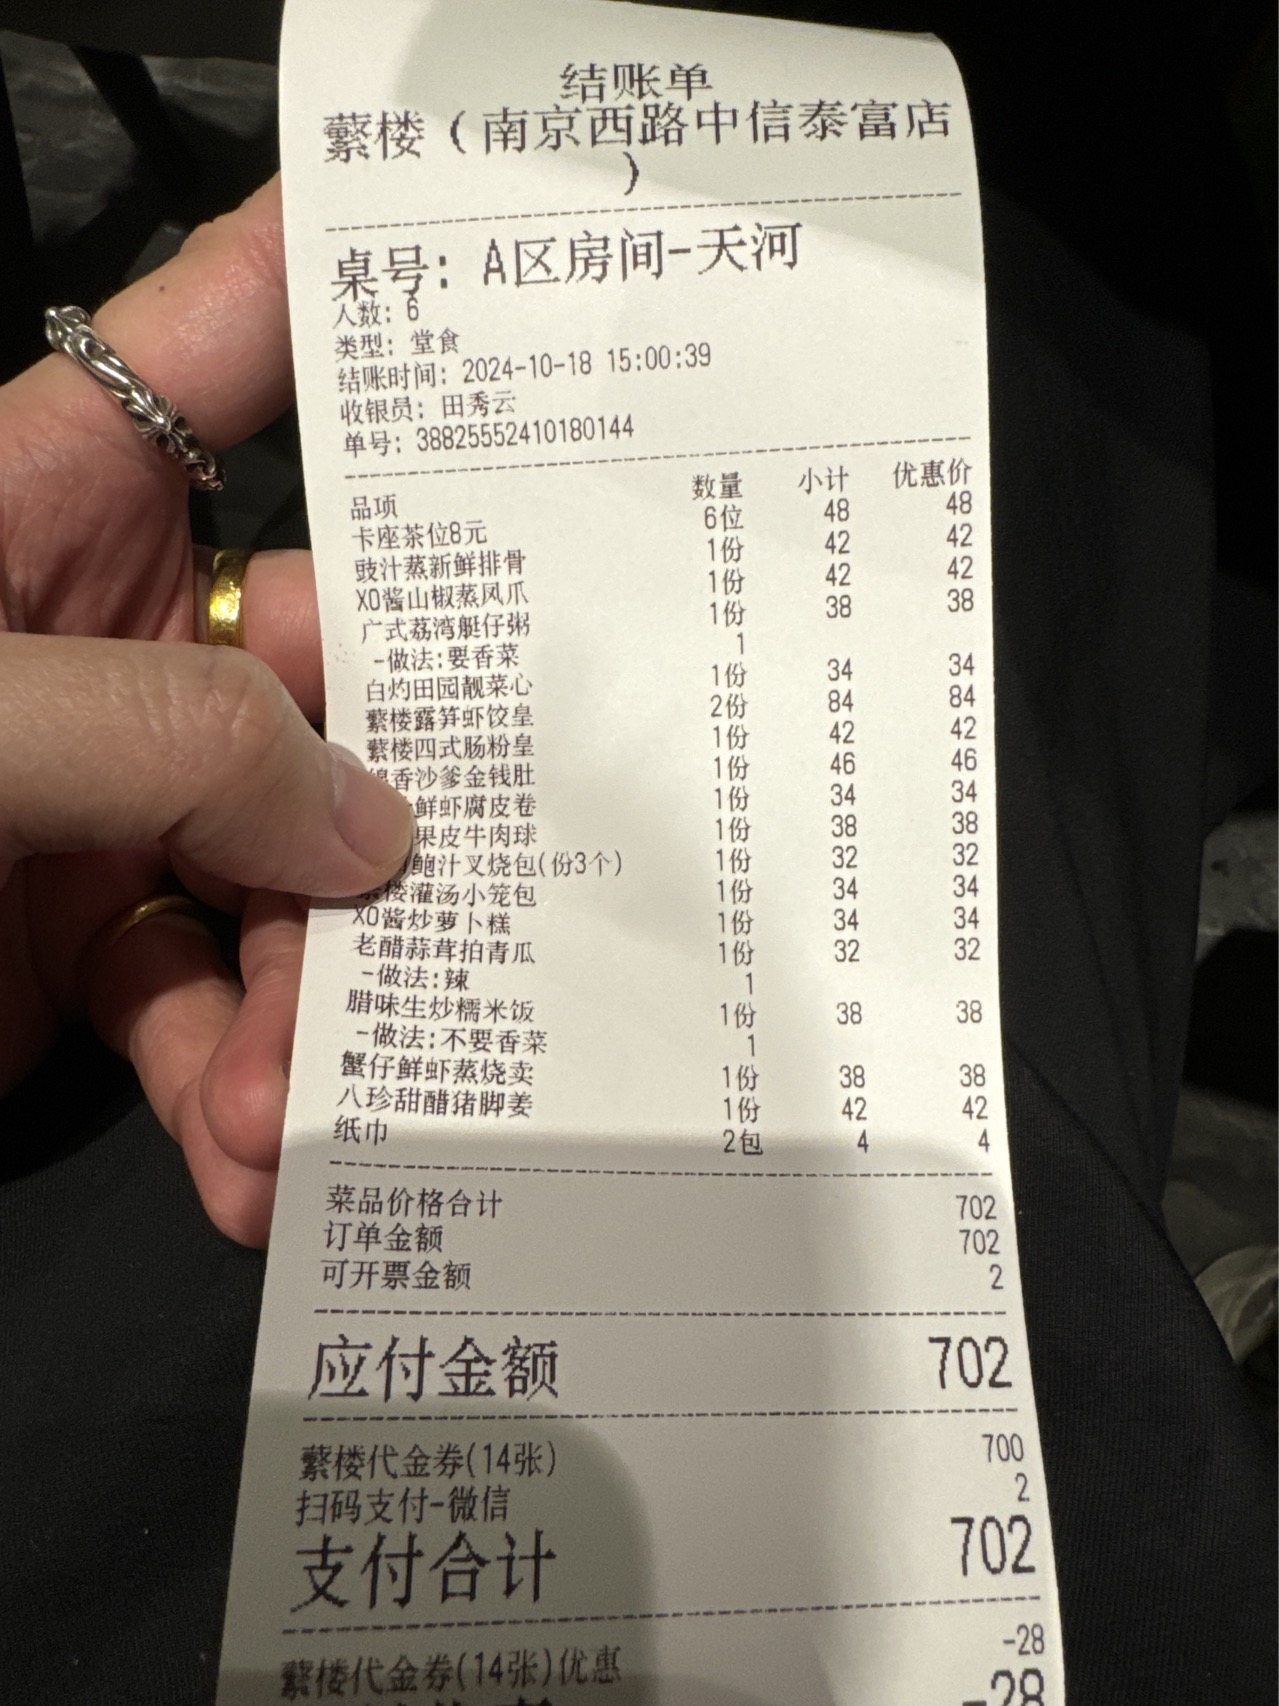 结账单
蘩楼（南京西路中信泰富店
）
桌号：A区房间-天河
人数：6
类型：堂食
结账时间：2024-10-18 15:00:39
收银员：田秀云
单号：38825552410180144
品项 数量 小计 优惠价
卡座茶位8元 6位 48 48
豉汁蒸新鲜排骨 1份 42 42
XO酱山椒蒸凤爪 1份 42 42
广式荔湾艇仔粥 1份 38 38
-做法:要香菜 1
白灼田园靓菜心 1份 34 34
蘩楼露笋虾饺皇 2份 84 84
蘩楼四式肠粉皇 1份 42 42
香沙爹金钱肚 1份 46 46
鲜虾腐皮卷 1份 34 34
果皮牛肉球 1份 38 38
鲍汁叉烧包(份3个) 1份 32 32
蘩楼灌汤小笼包 1份 34 34
XO酱炒萝卜糕 1份 34 34
老醋蒜茸拍青瓜 1份 32 32
-做法:辣 1
腊味生炒糯米饭 1份 38 38
-做法:不要香菜 1
蟹仔鲜虾蒸烧卖 1份 38 38
八珍甜醋猪脚姜 1份 42 42
纸巾 2包 4 4
菜品价格合计 702
订单金额 702
可开票金额 2
应付金额 702
蘩楼代金券(14张) 700
扫码支付-微信 2
支付合计 702
蘩楼代金券(14张)优惠 -28
-28